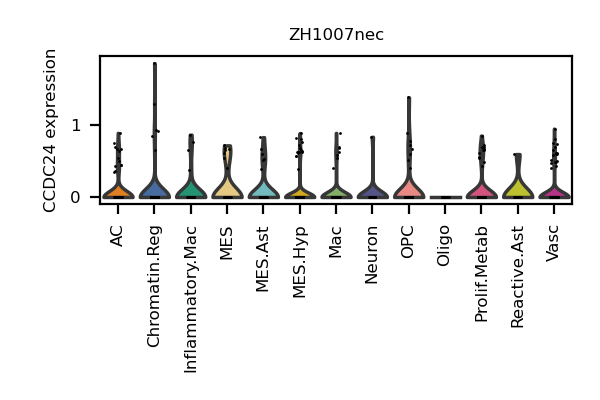 ZH1007nec
CCDC24 expression
1
0
AC
Chromatin.Reg
Inflammatory.Mac
MES
MES.Ast
MES.Hyp
Mac
Neuron
OPC
Oligo
Prolif.Metab
Reactive.Ast
Vasc